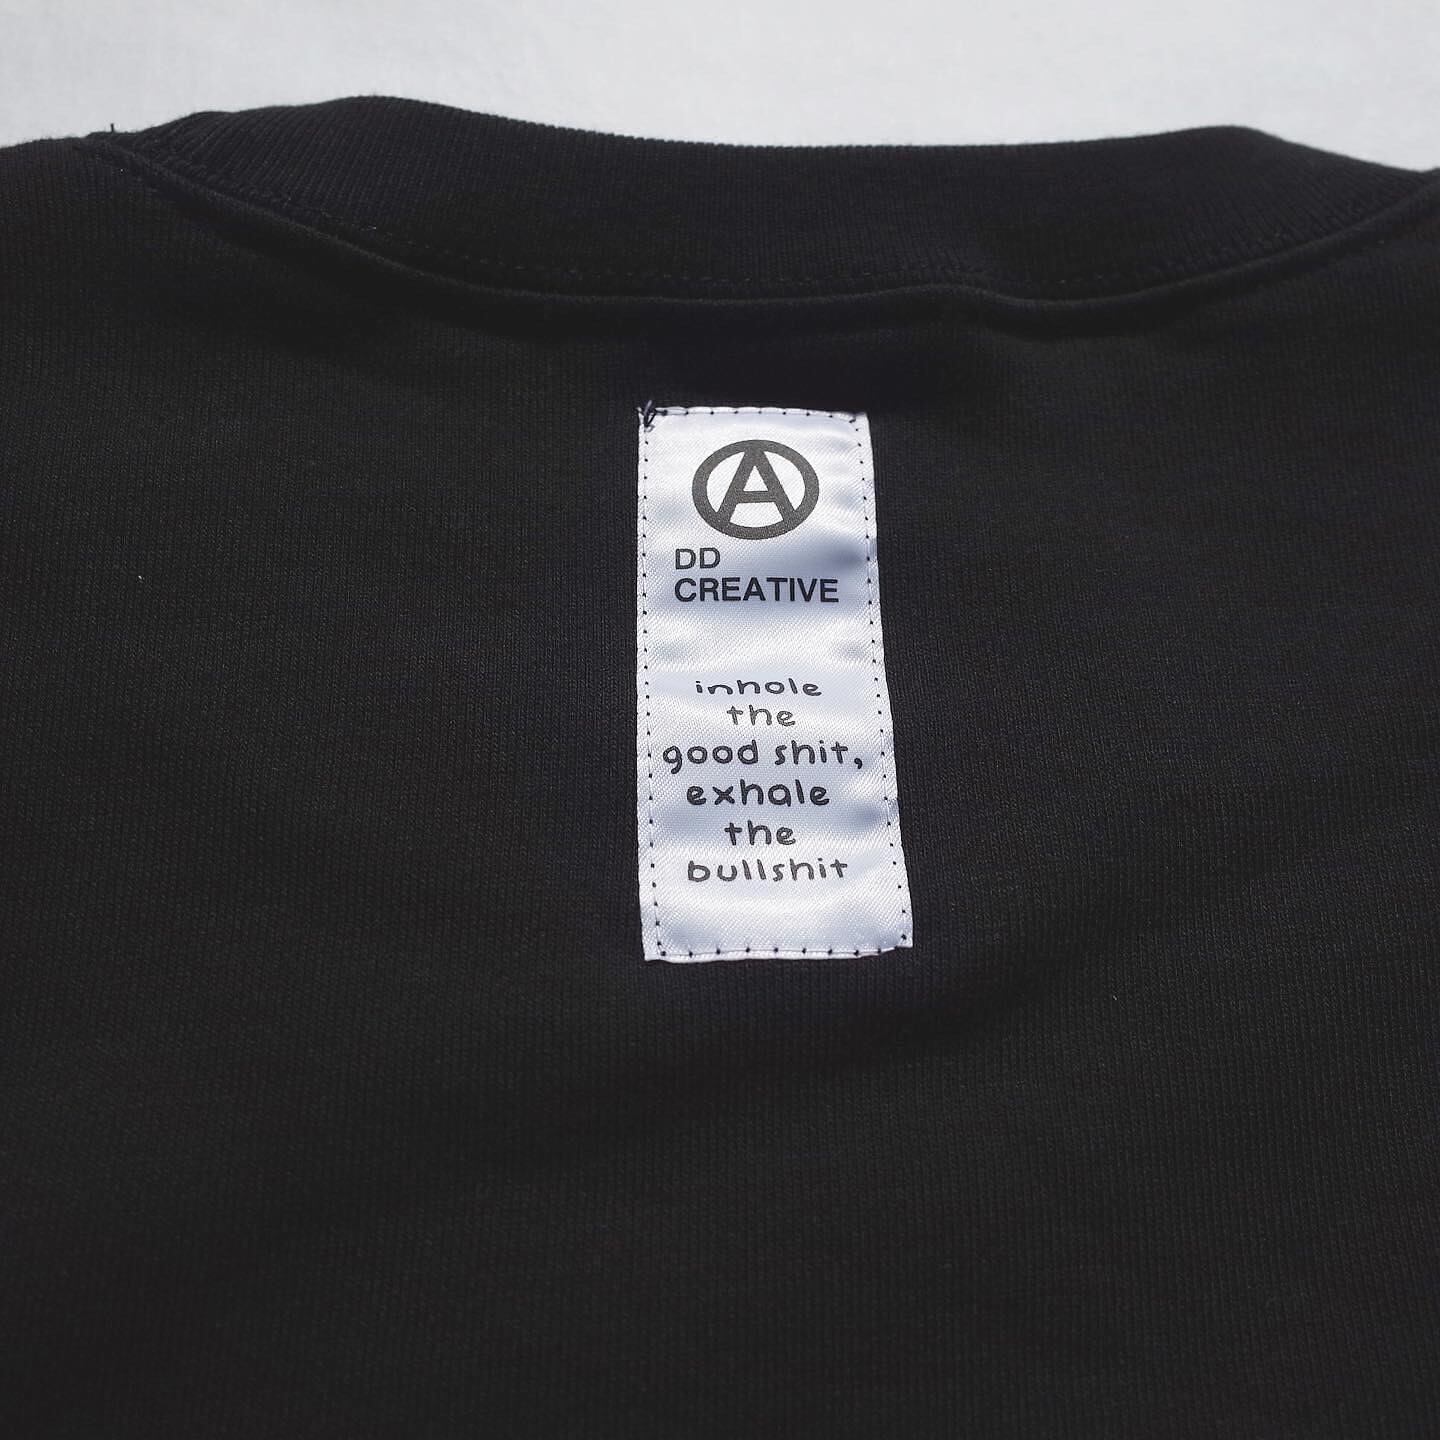 A
DD
CREATIVE
inhole
the
good shit,
exhale
the
bullshit